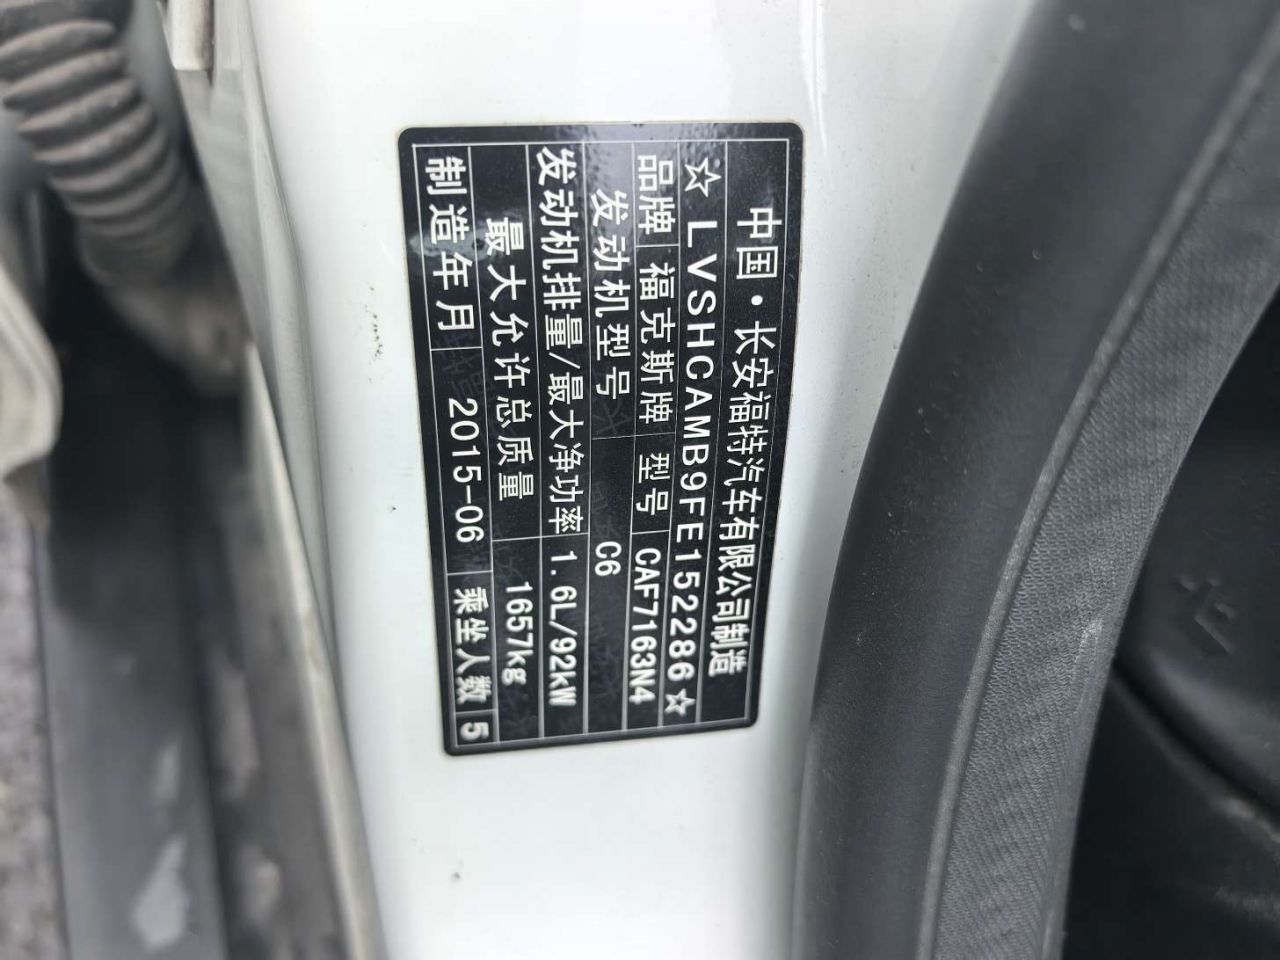 中国·长安福特汽车有限公司制造
☆LVSHCAMB9FE152286☆
品牌 福克斯牌 型号 CAF7163N4
发动机型号 C6
发动机排量/最大净功率 1.6L/92kW
最大允许总质量 1657kg
制造年月 2015-06 乘坐人数 5